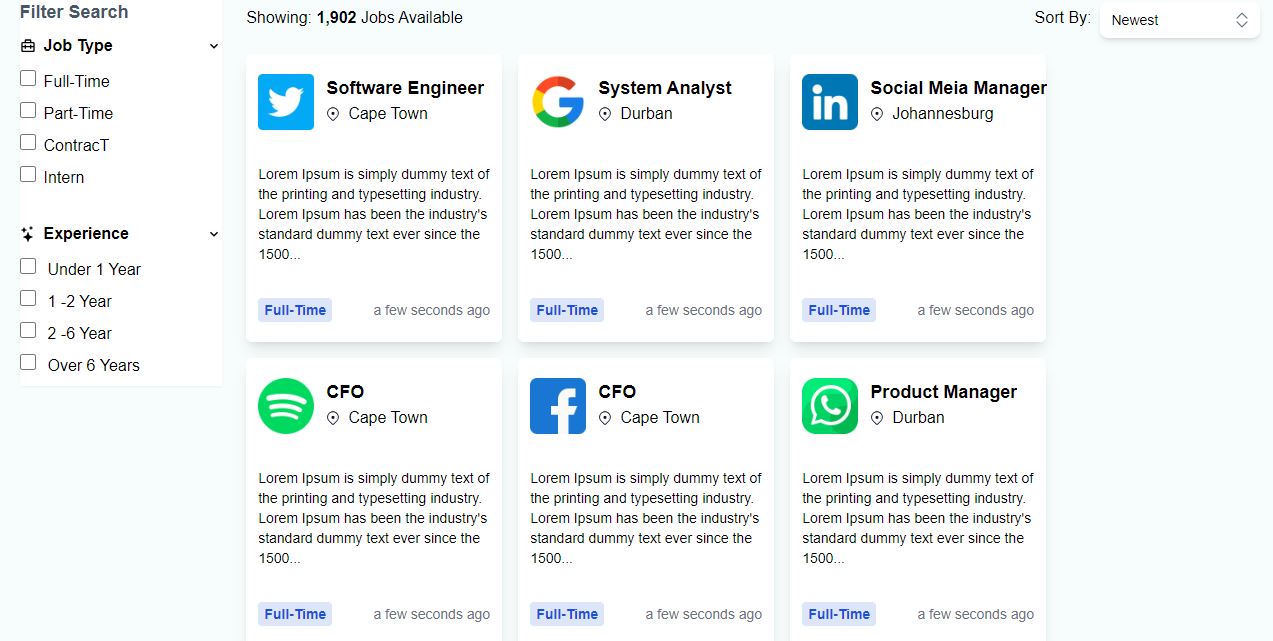 Filter Search
Job Type
Full-Time
Part-Time
ContracT
Intern
Experience
Under 1 Year
1 -2 Year
2 -6 Year
Over 6 Years
Showing: 1,902 Jobs Available
Sort By: Newest
Software Engineer
Cape Town
Lorem Ipsum is simply dummy text of
the printing and typesetting industry.
Lorem Ipsum has been the industry's
standard dummy text ever since the
1500...
Full-Time a few seconds ago
System Analyst
Durban
Lorem Ipsum is simply dummy text of
the printing and typesetting industry.
Lorem Ipsum has been the industry's
standard dummy text ever since the
1500...
Full-Time a few seconds ago
in
Social Meia Manager
Johannesburg
Lorem Ipsum is simply dummy text of
the printing and typesetting industry.
Lorem Ipsum has been the industry's
standard dummy text ever since the
1500...
Full-Time a few seconds ago
CFO
Cape Town
Lorem Ipsum is simply dummy text of
the printing and typesetting industry.
Lorem Ipsum has been the industry's
standard dummy text ever since the
1500...
Full-Time a few seconds ago
f
CFO
Cape Town
Lorem Ipsum is simply dummy text of
the printing and typesetting industry.
Lorem Ipsum has been the industry's
standard dummy text ever since the
1500...
Full-Time a few seconds ago
Product Manager
Durban
Lorem Ipsum is simply dummy text of
the printing and typesetting industry.
Lorem Ipsum has been the industry's
standard dummy text ever since the
1500...
Full-Time a few seconds ago